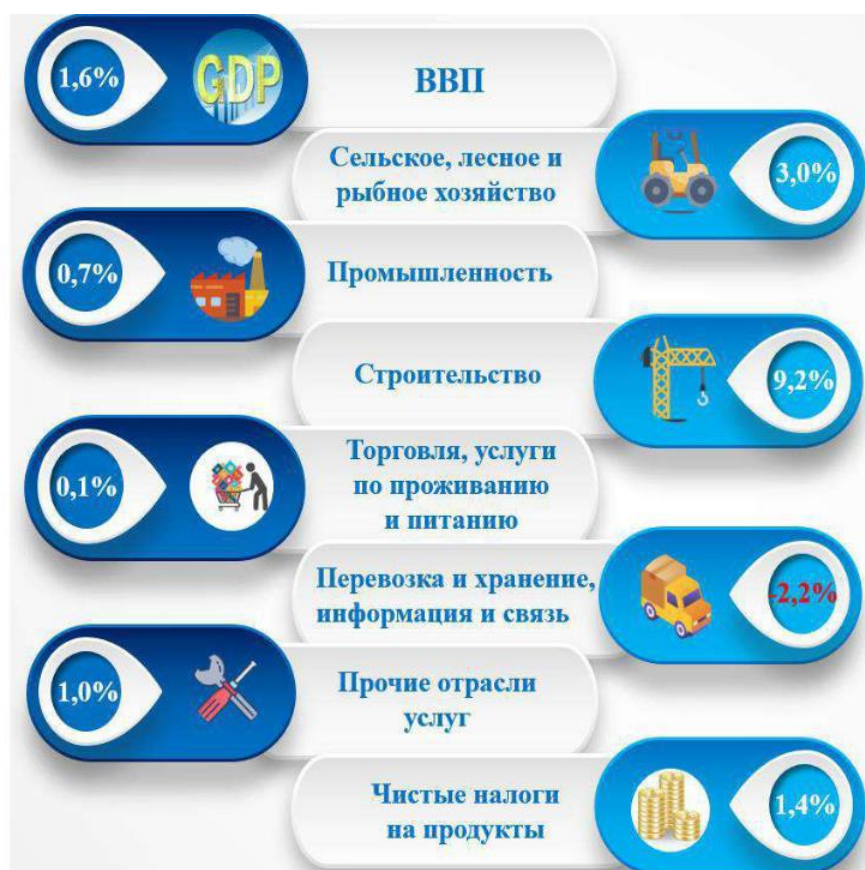 1,6%
GDP
ВВП
Сельское, лесное и
рыбное хозяйство
3,0%
0,7%
Промышленность
Строительство
9,2%
0,1%
Торговля, услуги
по проживанию
и питанию
Перевозка и хранение,
информация и связь
-2,2%
1,0%
Прочие отрасли
услуг
Чистые налоги
на продукты
1,4%